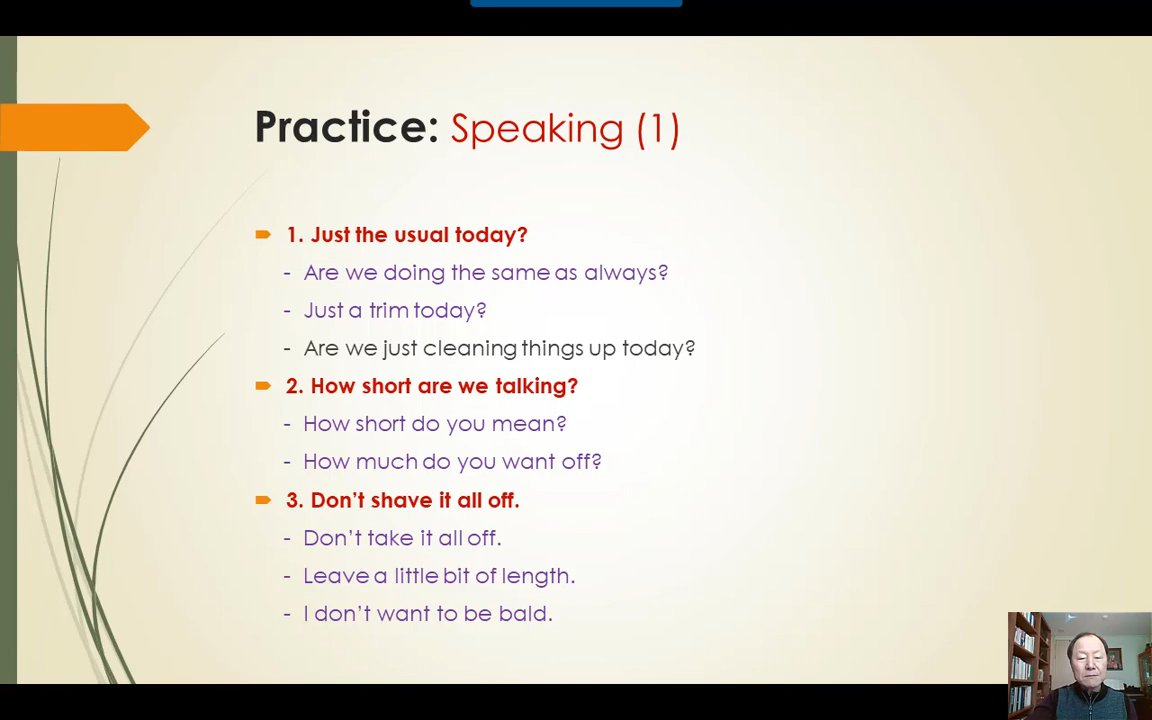 Practice: Speaking (1)
1. Just the usual today?
- Are we doing the same as always?
- Just a trim today?
- Are we just cleaning things up today?
2. How short are we talking?
- How short do you mean?
- How much do you want off?
3. Don’t shave it all off.
- Don’t take it all off.
- Leave a little bit of length.
- I don’t want to be bald.